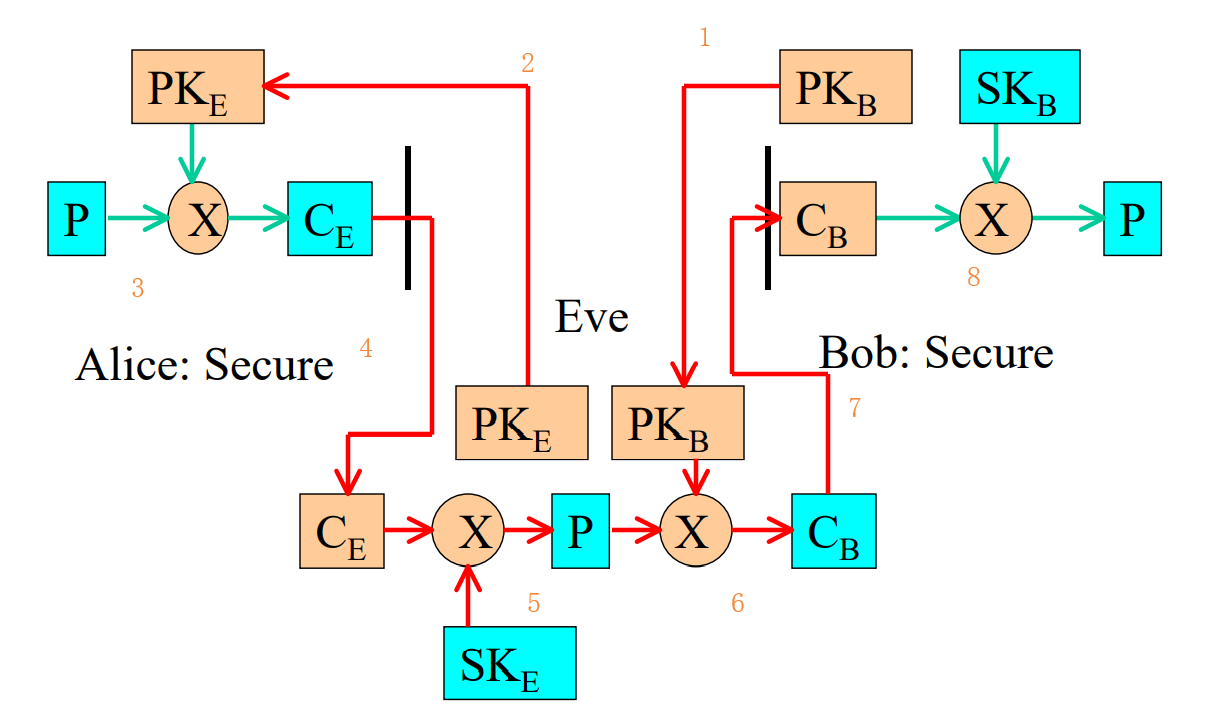 1
2
PK_E
PK_B
SK_B
P
X
C_E
C_B
X
P
3
8
Eve
Alice: Secure
4
Bob: Secure
7
PK_E
PK_B
C_E
X
P
X
C_B
5
6
SK_E